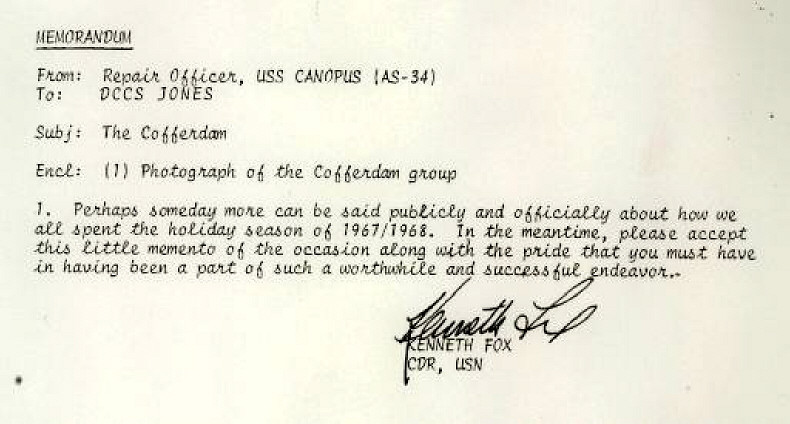 MEMORANDUM
From: Repair Officer, USS CANOPUS (AS-34)
To: DCCS JONES
Subj: The Cofferdam
Encl: (1) Photograph of the Cofferdam group
1. Perhaps someday more can be said publicly and officially about how we
all spent the holiday season of 1967/1968. In the meantime, please accept
this little memento of the occasion along with the pride that you must have
in having been a part of such a worthwhile and successful endeavor.
Kenneth Fox
KENNETH FOX
CDR, USN